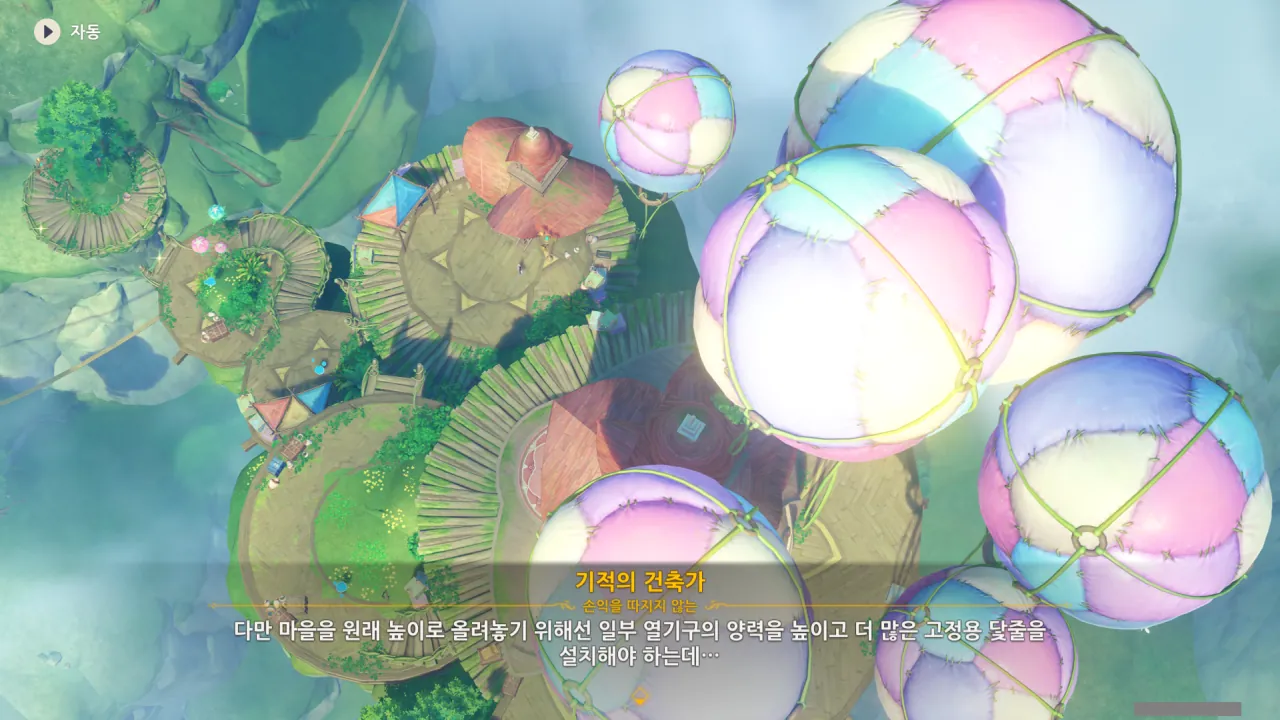 자동
기적의 건축가
손익을 따지지 않는
다만 마을을 원래 높이로 올려놓기 위해선 일부 열기구의 양력을 높이고 더 많은 고정용 닻줄을
설치해야 하는데…